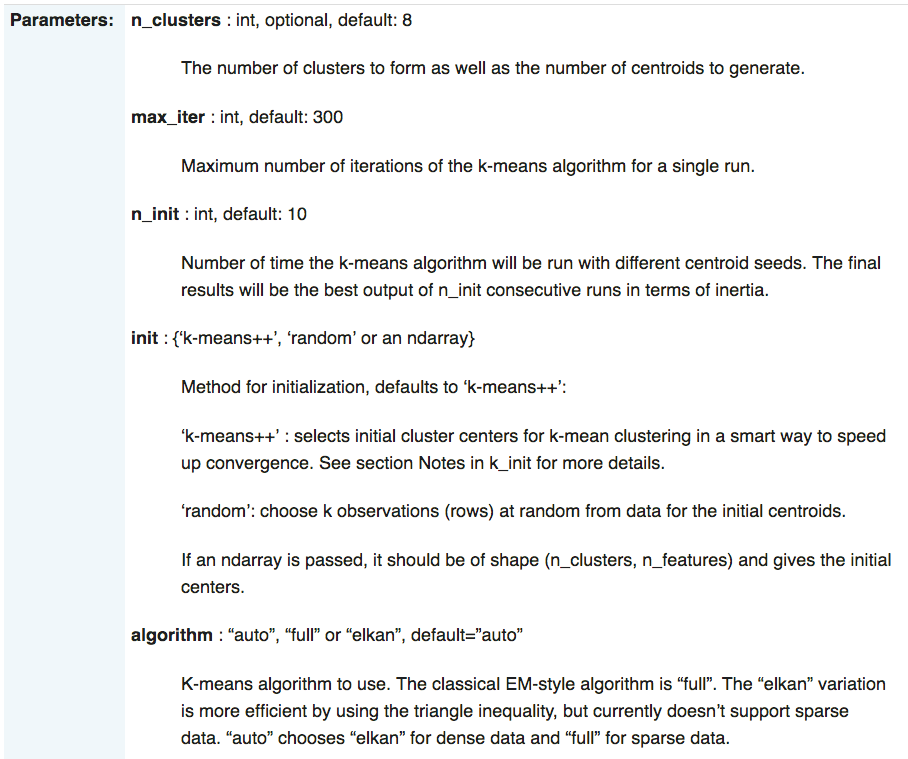 Parameters: n_clusters : int, optional, default: 8
The number of clusters to form as well as the number of centroids to generate.
max_iter : int, default: 300
Maximum number of iterations of the k-means algorithm for a single run.
n_init : int, default: 10
Number of time the k-means algorithm will be run with different centroid seeds. The final
results will be the best output of n_init consecutive runs in terms of inertia.
init : {‘k-means++’, ‘random’ or an ndarray}
Method for initialization, defaults to ‘k-means++’:
‘k-means++’ : selects initial cluster centers for k-mean clustering in a smart way to speed
up convergence. See section Notes in k_init for more details.
‘random’: choose k observations (rows) at random from data for the initial centroids.
If an ndarray is passed, it should be of shape (n_clusters, n_features) and gives the initial
centers.
algorithm : “auto”, “full” or “elkan”, default=”auto”
K-means algorithm to use. The classical EM-style algorithm is “full”. The “elkan” variation
is more efficient by using the triangle inequality, but currently doesn’t support sparse
data. “auto” chooses “elkan” for dense data and “full” for sparse data.